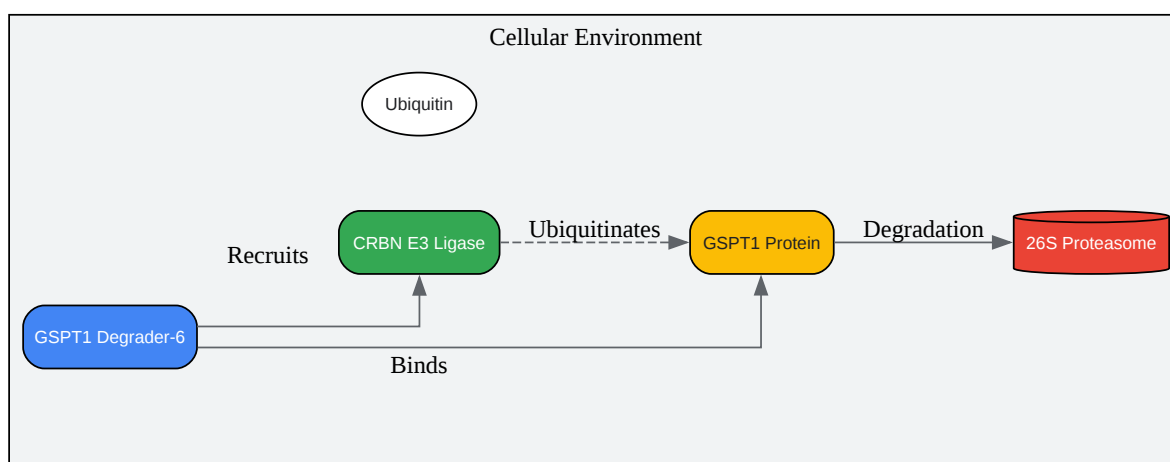 Cellular Environment
Ubiquitin
CRBN E3 Ligase
Ubiquitinates
GSPT1 Protein
Degradation
26S Proteasome
Recruits
GSPT1 Degrader-6
Binds